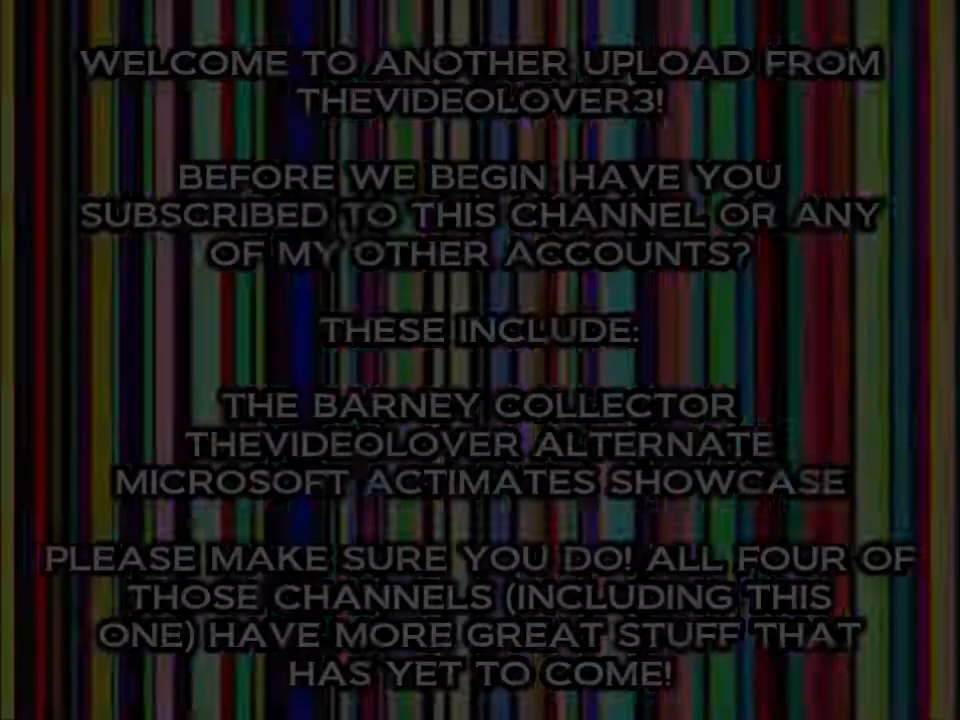 WELCOME TO ANOTHER UPLOAD FROM
THEVIDEOLOVER3!
BEFORE WE BEGIN, HAVE YOU
SUBSCRIBED TO THIS CHANNEL OR ANY
OF MY OTHER ACCOUNTS?
THESE INCLUDE:
THE BARNEY COLLECTOR
THEVIDEOLOVER ALTERNATE
MICROSOFT ACTIMATES SHOWCASE
PLEASE MAKE SURE YOU DO! ALL FOUR OF
THOSE CHANNELS (INCLUDING THIS
ONE) HAVE MORE GREAT STUFF THAT
HAS YET TO COME!